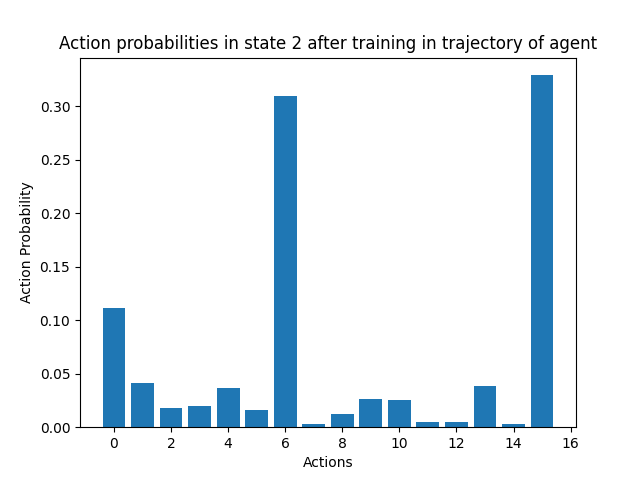 Action probabilities in state 2 after training in trajectory of agent
0.30
0.25
0.20
0.15
0.10
0.05
0.00
Action Probability
0 2 4 6 8 10 12 14 16
Actions